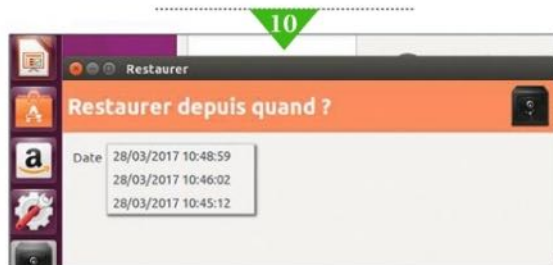 10
Restaurer
Restaurer depuis quand ?
Date 28/03/2017 10:48:59
28/03/2017 10:46:02
28/03/2017 10:45:12